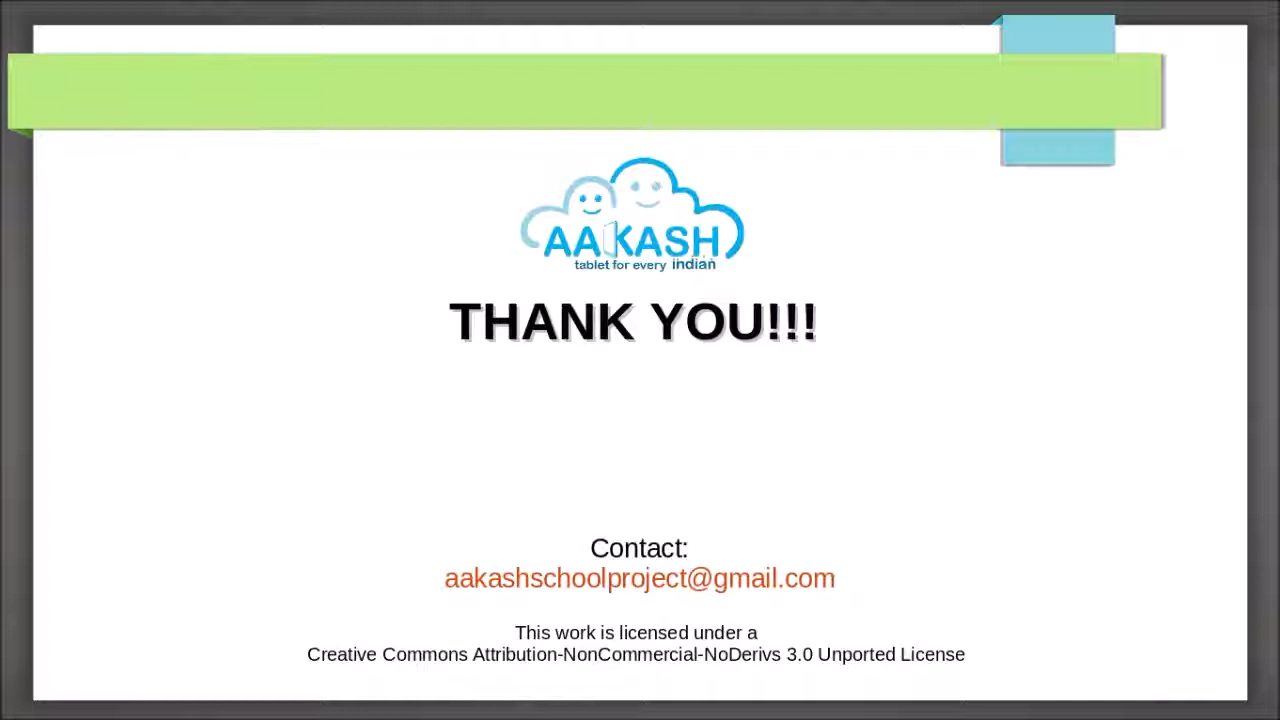 AAKASH
tablet for every indian
THANK YOU!!!
Contact:
aakashschoolproject@gmail.com
This work is licensed under a
Creative Commons Attribution-NonCommercial-NoDerivs 3.0 Unported License